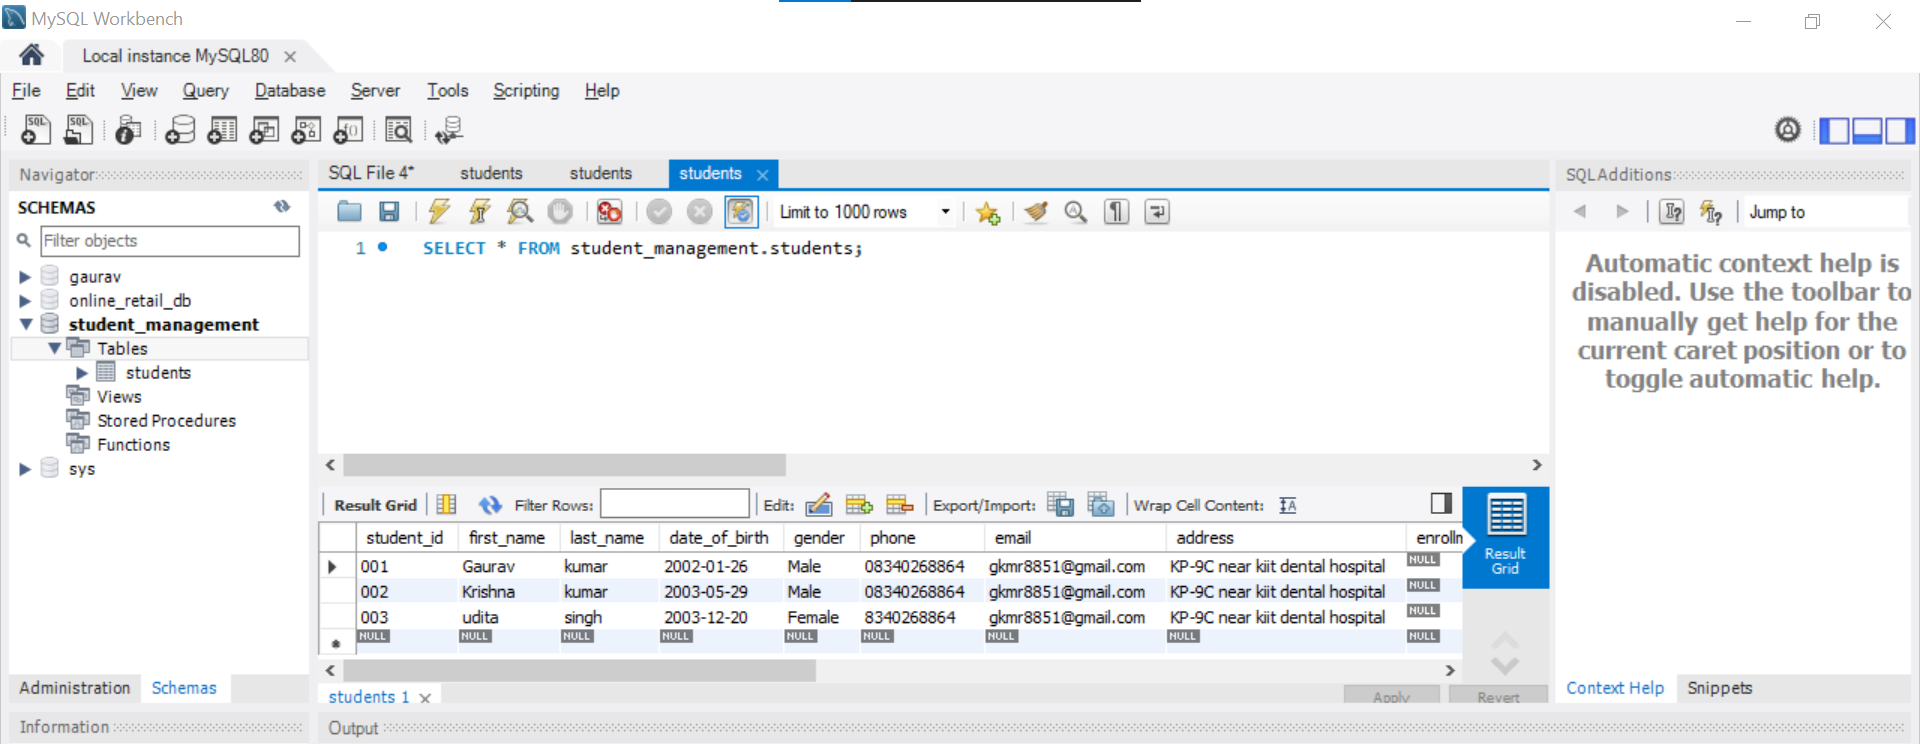 MySQL Workbench
Local instance MySQL80
File Edit View Query Database Server Tools Scripting Help
Navigator
SCHEMAS
Filter objects
gaurav
online_retail_db
student_management
Tables
students
Views
Stored Procedures
Functions
sys
Administration Schemas
Information
SQL File 4* students students students
Limit to 1000 rows
1 SELECT * FROM student_management.students;
Result Grid Filter Rows: Edit: Export/Import: Wrap Cell Content:
student_id first_name last_name date_of_birth gender phone email address enrollm
001 Gaurav kumar 2002-01-26 Male 08340268864 gkmr8851@gmail.com KP-9C near kiit dental hospital NULL
002 Krishna kumar 2003-05-29 Male 08340268864 gkmr8851@gmail.com KP-9C near kiit dental hospital NULL
003 udita singh 2003-12-20 Female 8340268864 gkmr8851@gmail.com KP-9C near kiit dental hospital NULL
NULL NULL NULL NULL NULL NULL NULL NULL NULL
Result
Grid
students 1 Apply Revert
Output
SQLAdditions
Jump to
Automatic context help is
disabled. Use the toolbar to
manually get help for the
current caret position or to
toggle automatic help.
Context Help Snippets